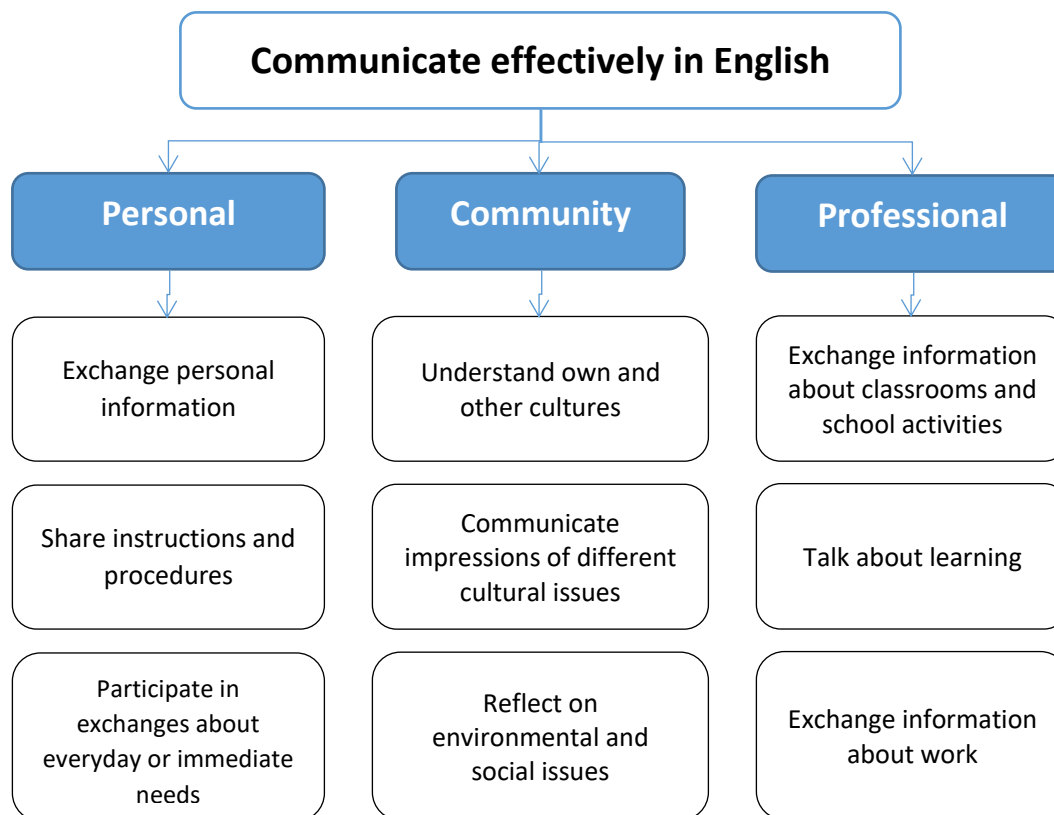 Communicate effectively in English
Personal
Community
Professional
Exchange personal
information
Understand own and
other cultures
Exchange information
about classrooms and
school activities
Share instructions and
procedures
Communicate
impressions of different
cultural issues
Talk about learning
Participate in
exchanges about
everyday or immediate
needs
Reflect on
environmental and
social issues
Exchange information
about work